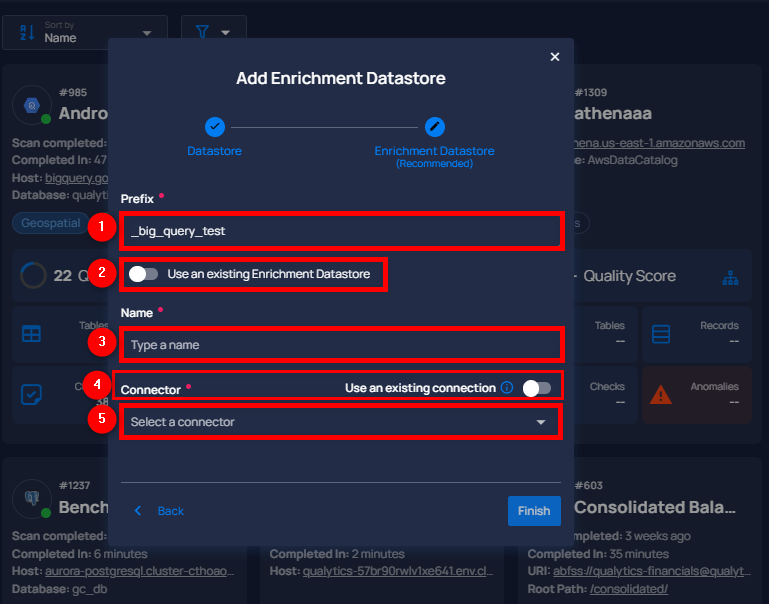 Sort by
Name
Add Enrichment Datastore
#985
Andro
Scan completed:
Completed In: 47
Host: bigquery.go
Database: qualyti
Geospatial
22
Tables
38
#1309
athenaaa
hena.us-east-1.amazonaws.com
e: AwsDataCatalog
s
- Quality Score
Tables
--
Records
--
Checks
--
Anomalies
--
Datastore
Enrichment Datastore
(Recommended)
Prefix *
1
_big_query_test
2
Use an existing Enrichment Datastore
Name *
3
Type a name
4
Connector *
Use an existing connection
5
Select a connector
Back
Finish
#1237
Bench
Scan completed:
Completed In: 6 minutes
Host: aurora-postgresql.cluster-cthoao...
Database: gc_db
Completed In: 2 minutes
Host: qualytics-57br90rwlv1xe641.env.cl...
#603
Consolidated Bala...
mpleted: 3 weeks ago
Completed In: 35 minutes
URI: abfss://qualytics-financials@qualyt...
Root Path: /consolidated/